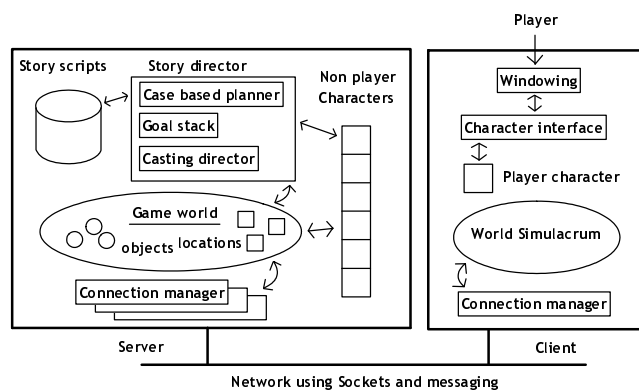 Player
Story scripts
Story director
Non player
Characters
Case based planner
Goal stack
Casting director
Windowing
Character interface
Player character
Game world
objects
locations
World Simulacrum
Connection manager
Connection manager
Server
Client
Network using Sockets and messaging